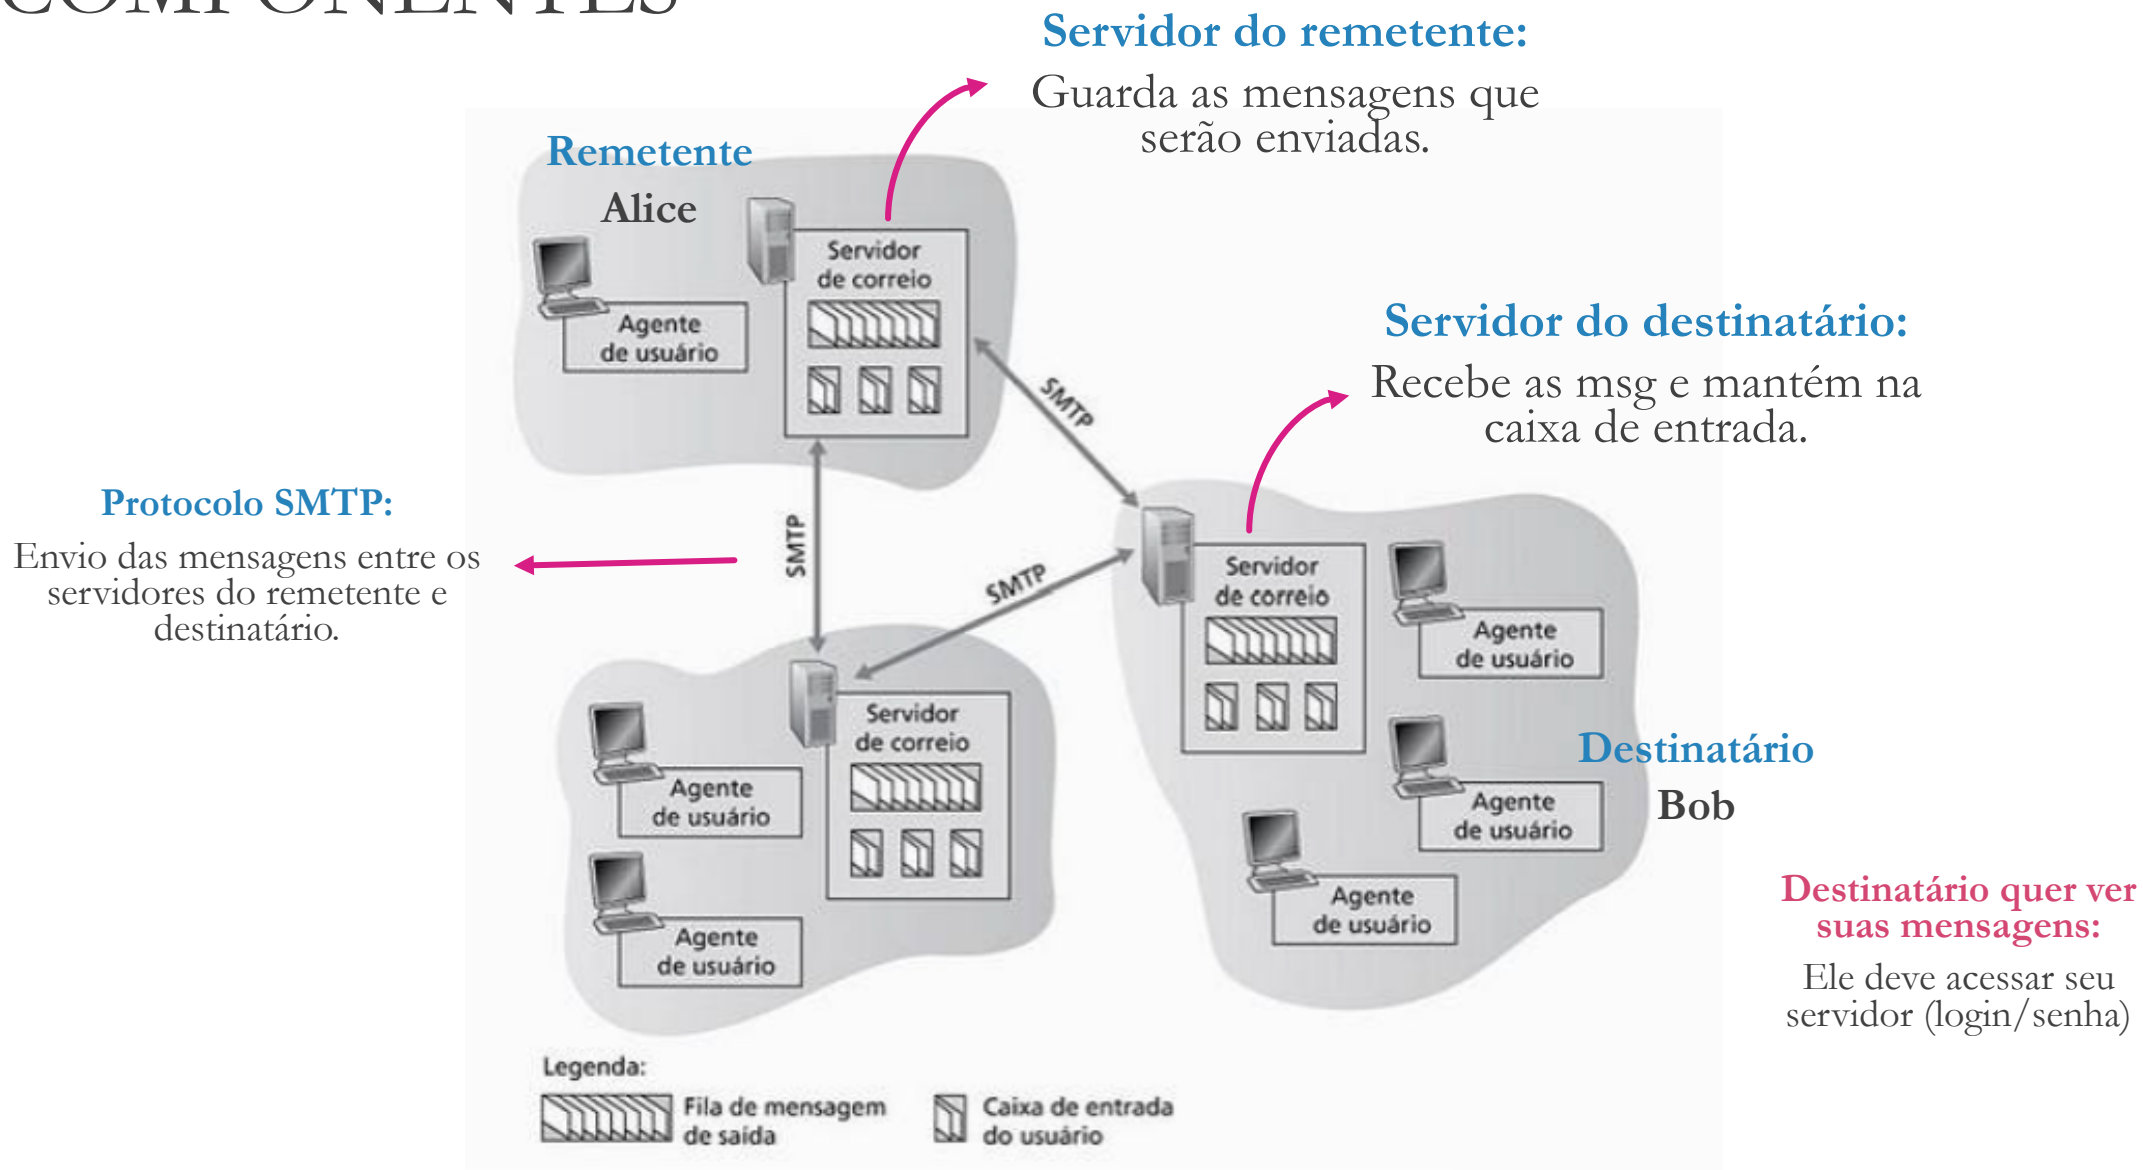 COMPONENTES
Servidor do remetente:
Guarda as mensagens que
serão enviadas.
Remetente
Alice
Servidor
de correio
Agente
de usuário
SMTP
Servidor do destinatário:
Recebe as msg e mantém na
caixa de entrada.
Protocolo SMTP:
Envio das mensagens entre os
servidores do remetente e
destinatário.
SMTP
SMTP
Servidor
de correio
Agente
de usuário
Servidor
de correio
Agente
de usuário
Agente
de usuário
Destinatário
Bob
Agente
de usuário
Agente
de usuário
Destinatário quer ver
suas mensagens:
Ele deve acessar seu
servidor (login/senha)
Legenda:
Fila de mensagem
de saída
Caixa de entrada
do usuário